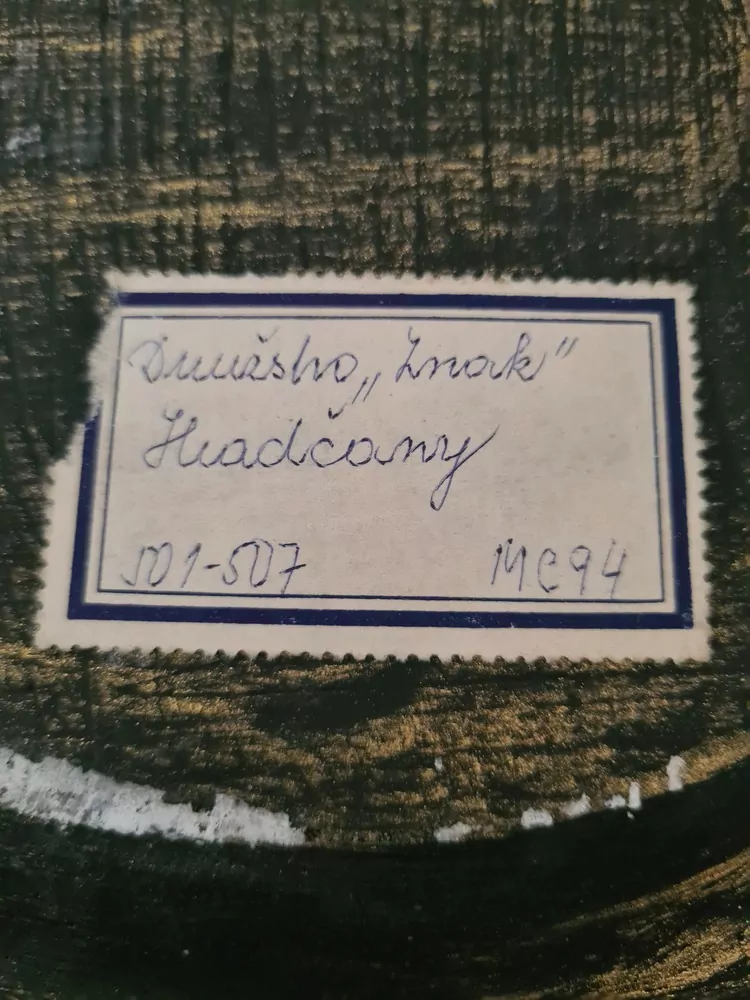 Družstvo „Znak"
Hradčany
501-507 MC94